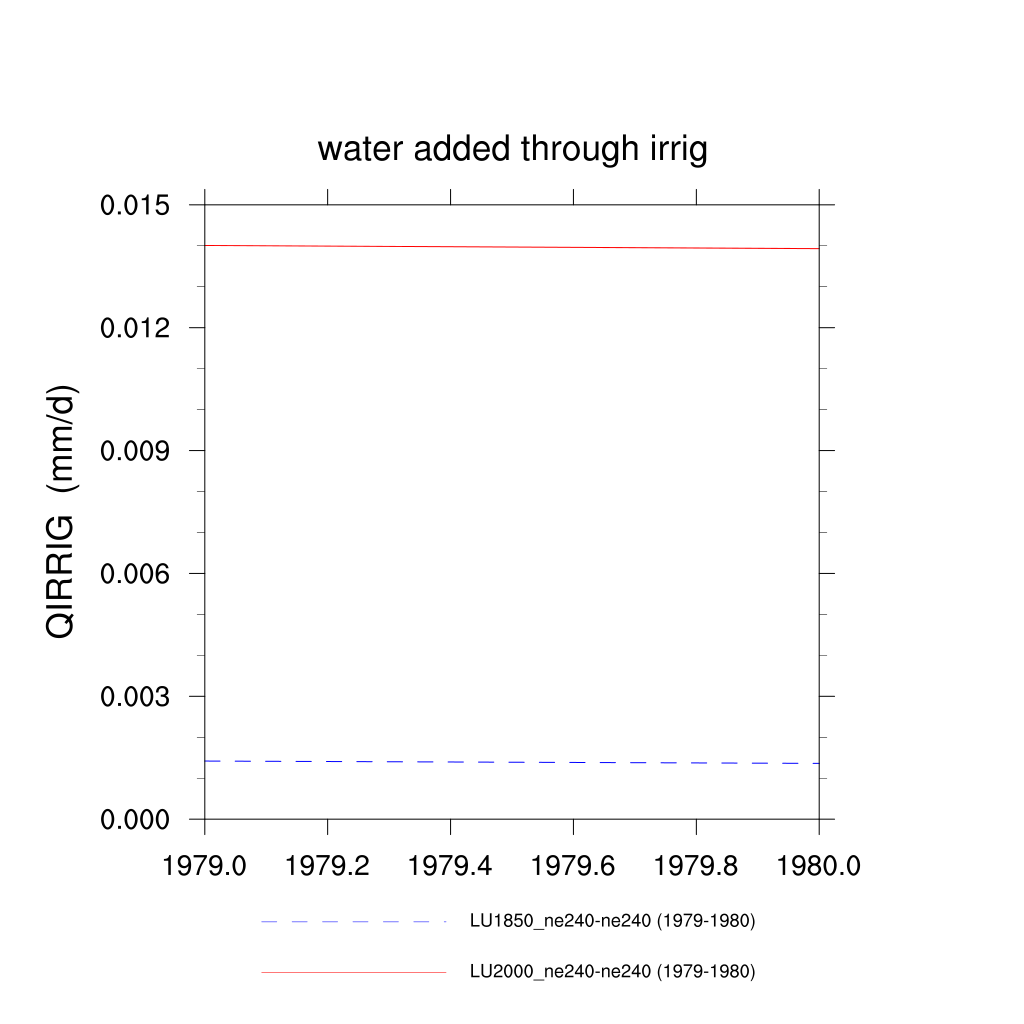 water added through irrig
0.015
0.012
0.009
0.006
0.003
0.000
QIRRIG (mm/d)
1979.0 1979.2 1979.4 1979.6 1979.8 1980.0
LU1850_ne240-ne240 (1979-1980)
LU2000_ne240-ne240 (1979-1980)